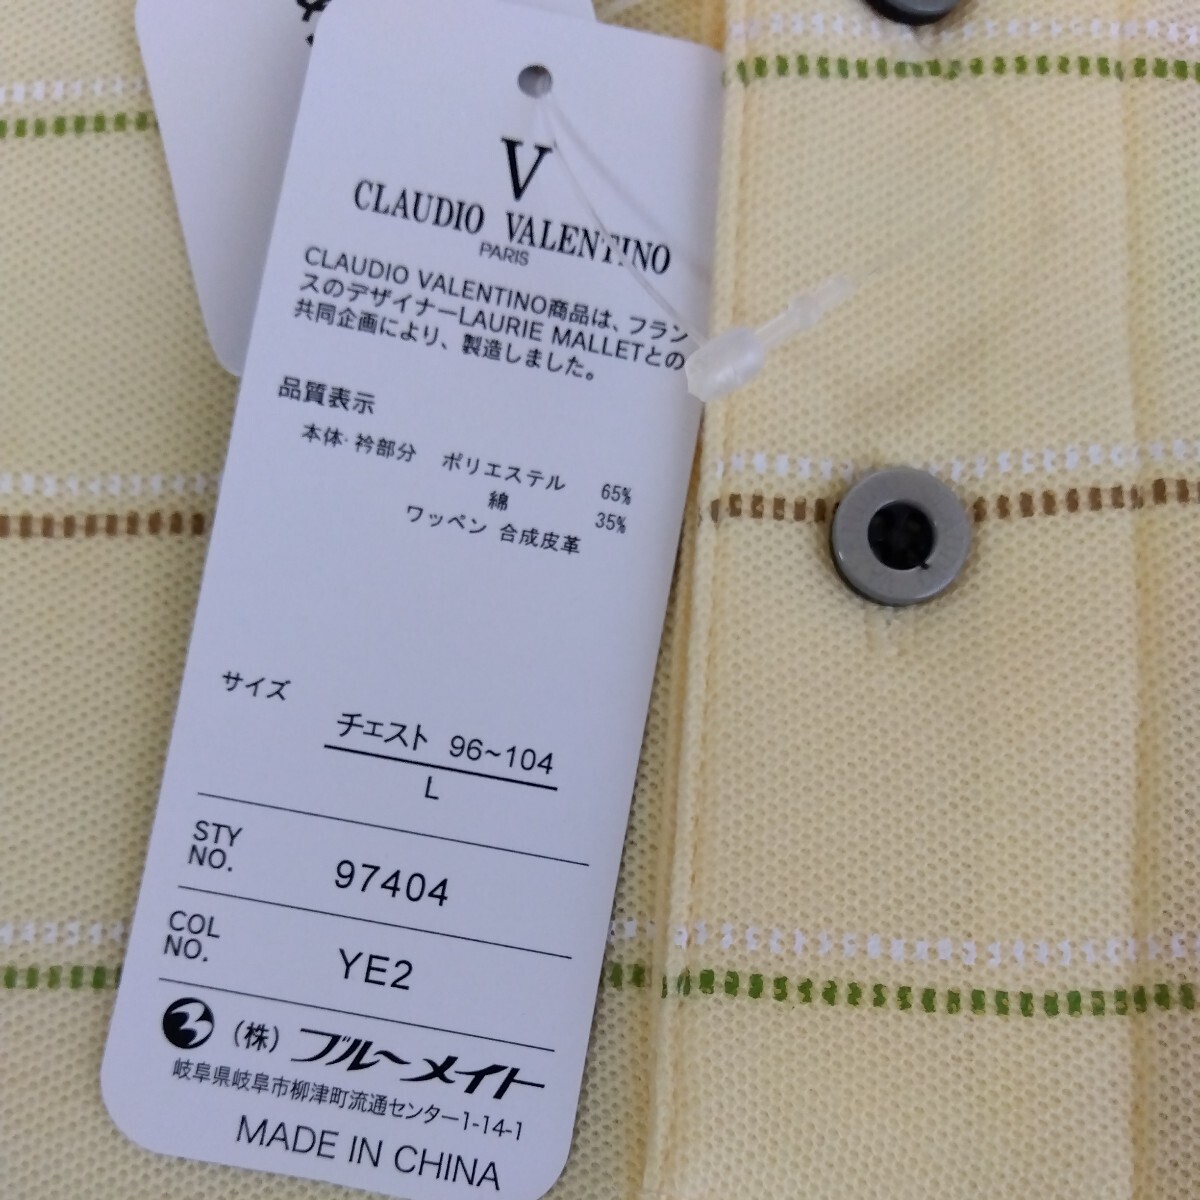 V
CLAUDIO VALENTINO
PARIS
CLAUDIO VALENTINO商品は、フラン
スのデザイナーLAURIE MALLETとの
共同企画により、製造しました。
品質表示
本体·衿部分 ポリエステル 65%
綿 35%
ワッペン 合成皮革
サイズ
チェスト 96~104
L
STY
NO. 97404
COL
NO. YE2
(株) ブルーメイト
岐阜県岐阜市柳津町流通センター1-14-1
MADE IN CHINA